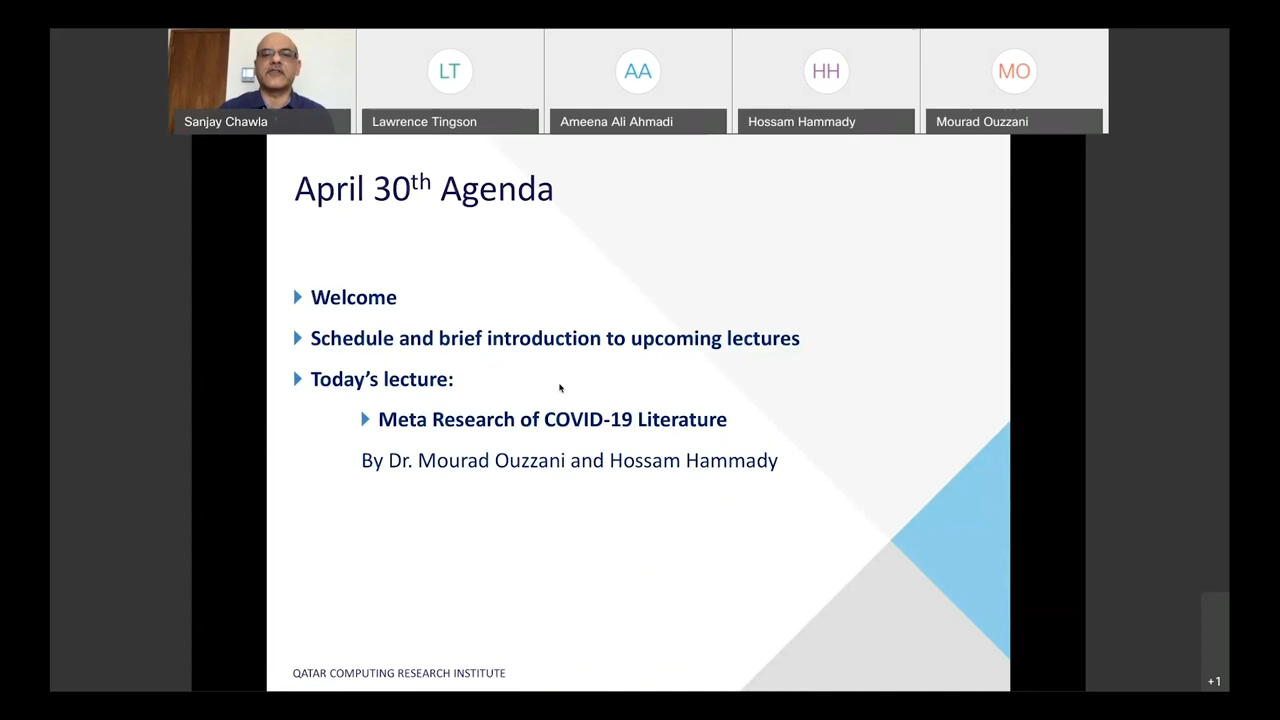 LT
AA
HH
MO
Sanjay Chawla
Lawrence Tingson
Ameena Ali Ahmadi
Hossam Hammady
Mourad Ouzzani
April 30th Agenda
Welcome
Schedule and brief introduction to upcoming lectures
Today’s lecture:
Meta Research of COVID-19 Literature
By Dr. Mourad Ouzzani and Hossam Hammady
QATAR COMPUTING RESEARCH INSTITUTE
+1